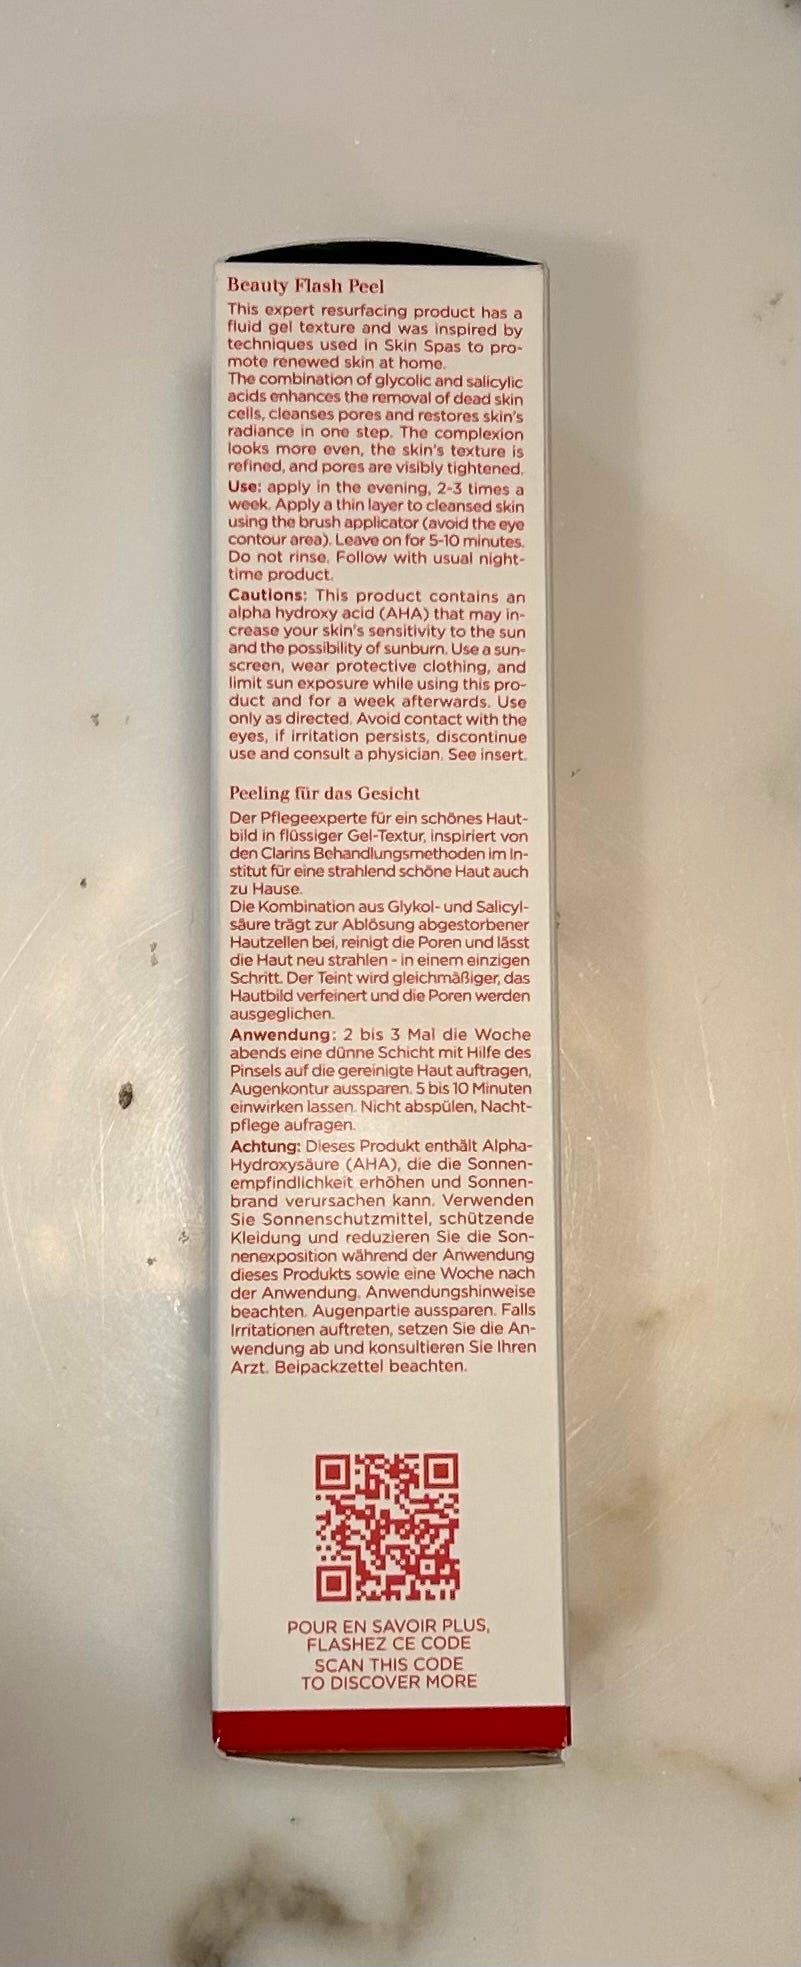 Beauty Flash Peel
This expert resurfacing product has a
fluid gel texture and was inspired by
techniques used in Skin Spas to pro-
mote renewed skin at home.
The combination of glycolic and salicylic
acids enhances the removal of dead skin
cells, cleanses pores and restores skin's
radiance in one step. The complexion
looks more even, the skin's texture is
refined, and pores are visibly tightened.
Use: apply in the evening, 2-3 times a
week. Apply a thin layer to cleansed skin
using the brush applicator (avoid the eye
contour area). Leave on for 5-10 minutes.
Do not rinse. Follow with usual night-
time product.
Cautions: This product contains an
alpha hydroxy acid (AHA) that may in-
crease your skin's sensitivity to the sun
and the possibility of sunburn. Use a sun-
screen, wear protective clothing, and
limit sun exposure while using this pro-
duct and for a week afterwards. Use
only as directed. Avoid contact with the
eyes, if irritation persists, discontinue
use and consult a physician. See insert.
Peeling für das Gesicht
Der Pflegeexperte für ein schönes Haut-
bild in flüssiger Gel-Textur, inspiriert von
den Clarins Behandlungsmethoden im In-
stitut für eine strahlend schöne Haut auch
zu Hause.
Die Kombination aus Glykol- und Salicyl-
säure trägt zur Ablösung abgestorbener
Hautzellen bei, reinigt die Poren und lässt
die Haut neu strahlen - in einem einzigen
Schritt. Der Teint wird gleichmäßiger, das
Hautbild verfeinert und die Poren werden
ausgeglichen.
Anwendung: 2 bis 3 Mal die Woche
abends eine dünne Schicht mit Hilfe des
Pinsels auf die gereinigte Haut auftragen,
Augenkontur aussparen. 5 bis 10 Minuten
einwirken lassen. Nicht abspülen, Nacht-
pflege aufragen.
Achtung: Dieses Produkt enthält Alpha-
Hydroxysäure (AHA), die die Sonnen-
empfindlichkeit erhöhen und Sonnen-
brand verursachen kann. Verwenden
Sie Sonnenschutzmittel, schützende
Kleidung und reduzieren Sie die Son-
nenexposition während der Anwendung
dieses Produkts sowie eine Woche nach
der Anwendung. Anwendungshinweise
beachten. Augenpartie aussparen. Falls
Irritationen auftreten, setzen Sie die An-
wendung ab und konsultieren Sie Ihren
Arzt. Beipackzettel beachten.
POUR EN SAVOIR PLUS,
FLASHEZ CE CODE
SCAN THIS CODE
TO DISCOVER MORE